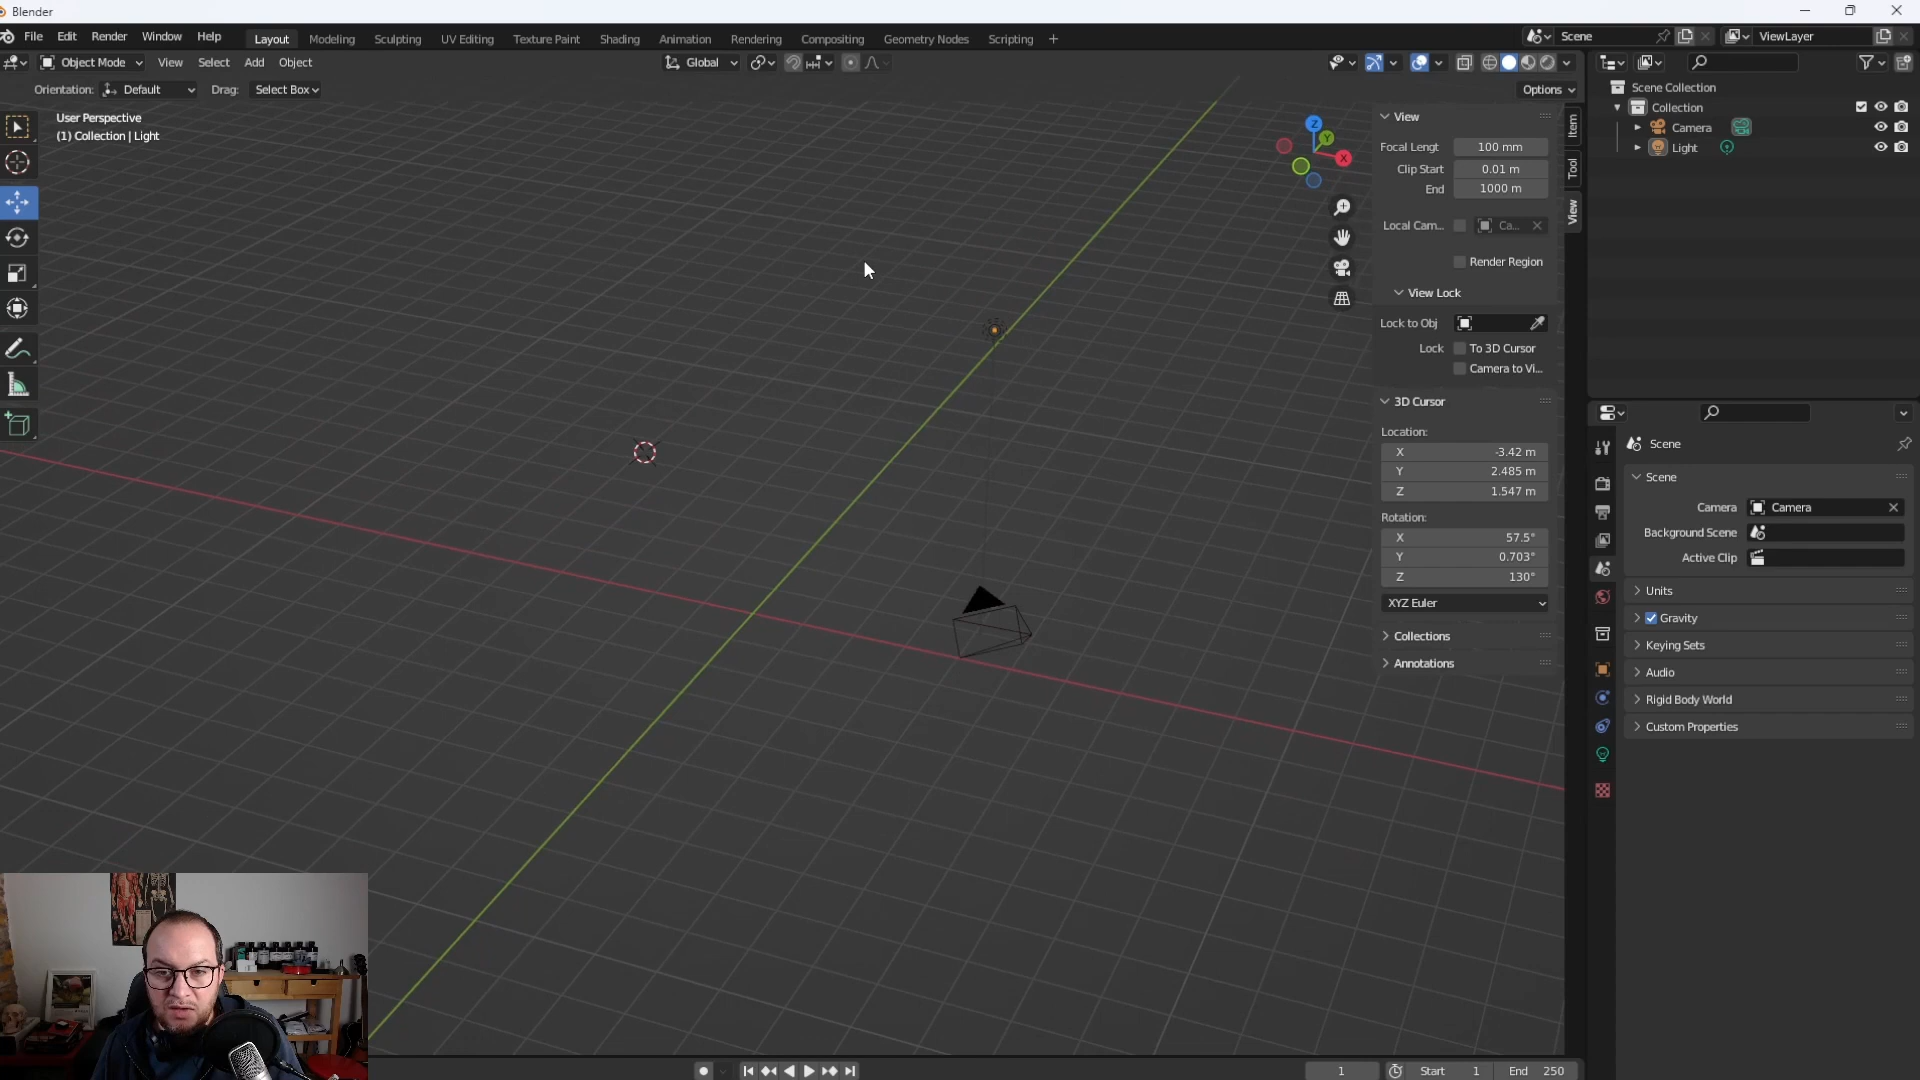 Blender
File Edit Render Window Help Layout Modeling Sculpting UV Editing Texture Paint Shading Animation Rendering Compositing Geometry Nodes Scripting + Scene ViewLayer
Object Mode View Select Add Object Global
Orientation: Default Drag: Select Box Options
User Perspective
(1) Collection | Light
Z
Y
X
View
Focal Lengt 100 mm
Clip Start 0.01 m
End 1000 m
Local Cam... Ca...
Render Region
View Lock
Lock to Obj
Lock To 3D Cursor
Camera to Vi...
3D Cursor
Location:
X -3.42 m
Y 2.485 m
Z 1.547 m
Rotation:
X 57.5°
Y 0.703°
Z 130°
XYZ Euler
Collections
Annotations
Item
Tool
View
Scene Collection
Collection
Camera
Light
Scene
Scene
Camera Camera
Background Scene
Active Clip
Units
Gravity
Keying Sets
Audio
Rigid Body World
Custom Properties
1 Start 1 End 250